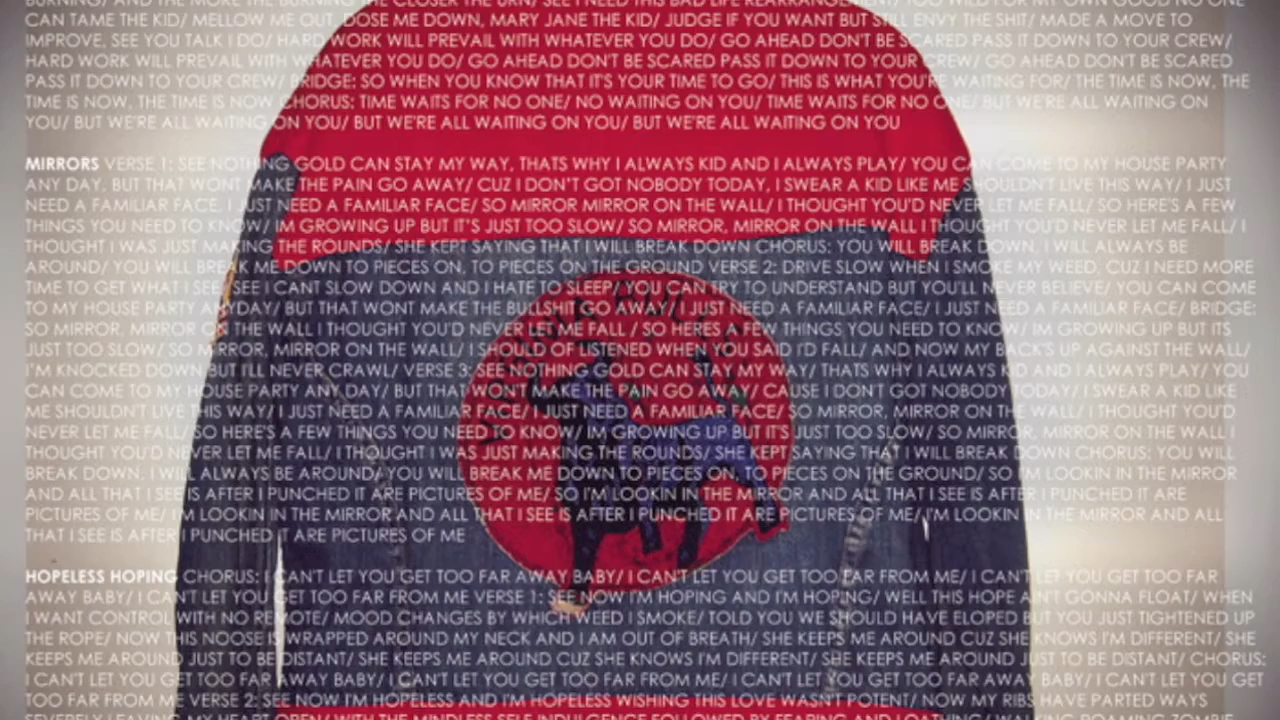 BURNING/ AND THE MORE THE BURNING THE CLOSER THE URN/ SEE I NEED THIS BAD LIFE REARRANGEMENT/ TOO WILD FOR MY OWN GOOD NO ONE
CAN TAME THE KID/ MELLOW ME OUT, DOSE ME DOWN, MARY JANE THE KID/ JUDGE IF YOU WANT BUT STILL ENVY THE SHIT/ MADE A MOVE TO
IMPROVE, SEE YOU TALK I DO/ HARD WORK WILL PREVAIL WITH WHATEVER YOU DO/ GO AHEAD DON'T BE SCARED PASS IT DOWN TO YOUR CREW/
HARD WORK WILL PREVAIL WITH WHATEVER YOU DO/ GO AHEAD DON'T BE SCARED PASS IT DOWN TO YOUR CREW/ GO AHEAD DON'T BE SCARED
PASS IT DOWN TO YOUR CREW/ BRIDGE: SO WHEN YOU KNOW THAT IT'S YOUR TIME TO GO/ THIS IS WHAT YOU'RE WAITING FOR/ THE TIME IS NOW, THE
TIME IS NOW, THE TIME IS NOW CHORUS: TIME WAITS FOR NO ONE/ NO WAITING ON YOU/ TIME WAITS FOR NO ONE/ BUT WE'RE ALL WAITING ON
YOU/ BUT WE'RE ALL WAITING ON YOU/ BUT WE'RE ALL WAITING ON YOU
MIRRORS VERSE 1: SEE NOTHING GOLD CAN STAY MY WAY, THATS WHY I ALWAYS KID AND I ALWAYS PLAY/ YOU CAN COME TO MY HOUSE PARTY
ANY DAY, BUT THAT WONT MAKE THE PAIN GO AWAY/ CUZ I DON'T GOT NOBODY TODAY, I SWEAR A KID LIKE ME SHOULDN'T LIVE THIS WAY/ I JUST
NEED A FAMILIAR FACE, I JUST NEED A FAMILIAR FACE/ SO MIRROR MIRROR ON THE WALL/ I THOUGHT YOU'D NEVER LET ME FALL/ SO HERE'S A FEW
THINGS YOU NEED TO KNOW/ IM GROWING UP BUT IT'S JUST TOO SLOW/ SO MIRROR, MIRROR ON THE WALL I THOUGHT YOU'D NEVER LET ME FALL/ I
THOUGHT I WAS JUST MAKING THE ROUNDS/ SHE KEPT SAYING THAT I WILL BREAK DOWN CHORUS: YOU WILL BREAK DOWN, I WILL ALWAYS BE
AROUND/ YOU WILL BREAK ME DOWN TO PIECES ON, TO PIECES ON THE GROUND VERSE 2: DRIVE SLOW WHEN I SMOKE MY WEED, CUZ I NEED MORE
TIME TO GET WHAT I SEE/ SEE I CAN'T SLOW DOWN AND I HATE TO SLEEP/ YOU CAN TRY TO UNDERSTAND BUT YOU'LL NEVER BELIEVE/ YOU CAN COME
TO MY HOUSE PARTY ANYDAY/ BUT THAT WONT MAKE THE BULLSHIT GO AWAY/ I JUST NEED A FAMILIAR FACE/ I JUST NEED A FAMILIAR FACE/ BRIDGE:
SO MIRROR, MIRROR ON THE WALL I THOUGHT YOU'D NEVER LET ME FALL / SO HERES A FEW THINGS YOU NEED TO KNOW/ IM GROWING UP BUT ITS
JUST TOO SLOW/ SO MIRROR, MIRROR ON THE WALL/ I SHOULD OF LISTENED WHEN YOU SAID I'D FALL/ AND NOW MY BACK'S UP AGAINST THE WALL/
I'M KNOCKED DOWN BUT I'LL NEVER CRAWL/ VERSE 3: SEE NOTHING GOLD CAN STAY MY WAY/ THATS WHY I ALWAYS KID AND I ALWAYS PLAY/ YOU
CAN COME TO MY HOUSE PARTY ANY DAY/ BUT THAT WONT MAKE THE PAIN GO AWAY/ CAUSE I DON'T GOT NOBODY TODAY/ I SWEAR A KID LIKE
ME SHOULDN'T LIVE THIS WAY/ I JUST NEED A FAMILIAR FACE/ I JUST NEED A FAMILIAR FACE/ SO MIRROR, MIRROR ON THE WALL/ I THOUGHT YOU'D
NEVER LET ME FALL/ SO HERE'S A FEW THINGS YOU NEED TO KNOW/ IM GROWING UP BUT IT'S JUST TOO SLOW/ SO MIRROR, MIRROR ON THE WALL I
THOUGHT YOU'D NEVER LET ME FALL/ I THOUGHT I WAS JUST MAKING THE ROUNDS/ SHE KEPT SAYING THAT I WILL BREAK DOWN CHORUS: YOU WILL
BREAK DOWN, I WILL ALWAYS BE AROUND/ YOU WILL BREAK ME DOWN TO PIECES ON, TO PIECES ON THE GROUND/ SO I'M LOOKIN IN THE MIRROR
AND ALL THAT I SEE IS AFTER I PUNCHED IT ARE PICTURES OF ME/ SO I'M LOOKIN IN THE MIRROR AND ALL THAT I SEE IS AFTER I PUNCHED IT ARE
PICTURES OF ME/ I'M LOOKIN IN THE MIRROR AND ALL THAT I SEE IS AFTER I PUNCHED IT ARE PICTURES OF ME/ I'M LOOKIN IN THE MIRROR AND ALL
THAT I SEE IS AFTER I PUNCHED IT ARE PICTURES OF ME
HOPELESS HOPING CHORUS: I CAN'T LET YOU GET TOO FAR AWAY BABY/ I CAN'T LET YOU GET TOO FAR FROM ME/ I CAN'T LET YOU GET TOO FAR
AWAY BABY/ I CAN'T LET YOU GET TOO FAR FROM ME VERSE 1: SEE NOW I'M HOPING AND I'M HOPING/ WELL THIS HOPE AIN'T GONNA FLOAT/ WHEN
I WANT CONTROL WITH NO REMOTE/ MOOD CHANGES BY WHICH WEED I SMOKE/ TOLD YOU WE SHOULD HAVE ELOPED BUT YOU JUST TIGHTENED UP
THE ROPE/ NOW THIS NOOSE IS WRAPPED AROUND MY NECK AND I AM OUT OF BREATH/ SHE KEEPS ME AROUND CUZ SHE KNOWS I'M DIFFERENT/ SHE
KEEPS ME AROUND JUST TO BE DISTANT/ SHE KEEPS ME AROUND CUZ SHE KNOWS I'M DIFFERENT/ SHE KEEPS ME AROUND JUST TO BE DISTANT/ CHORUS:
I CAN'T LET YOU GET TOO FAR AWAY BABY/ I CAN'T LET YOU GET TOO FAR FROM ME/ I CAN'T LET YOU GET TOO FAR AWAY BABY/ I CAN'T LET YOU GET
TOO FAR FROM ME VERSE 2: SEE NOW I'M HOPELESS AND I'M HOPELESS WISHING THIS LOVE WASN'T POTENT/ NOW MY RIBS HAVE PARTED WAYS
SEVERELY LEAVING MY HEART OPEN/ WITH THE MINDLESS SELF INDULGENCE FOLLOWED BY FEARING AND LOATHING/